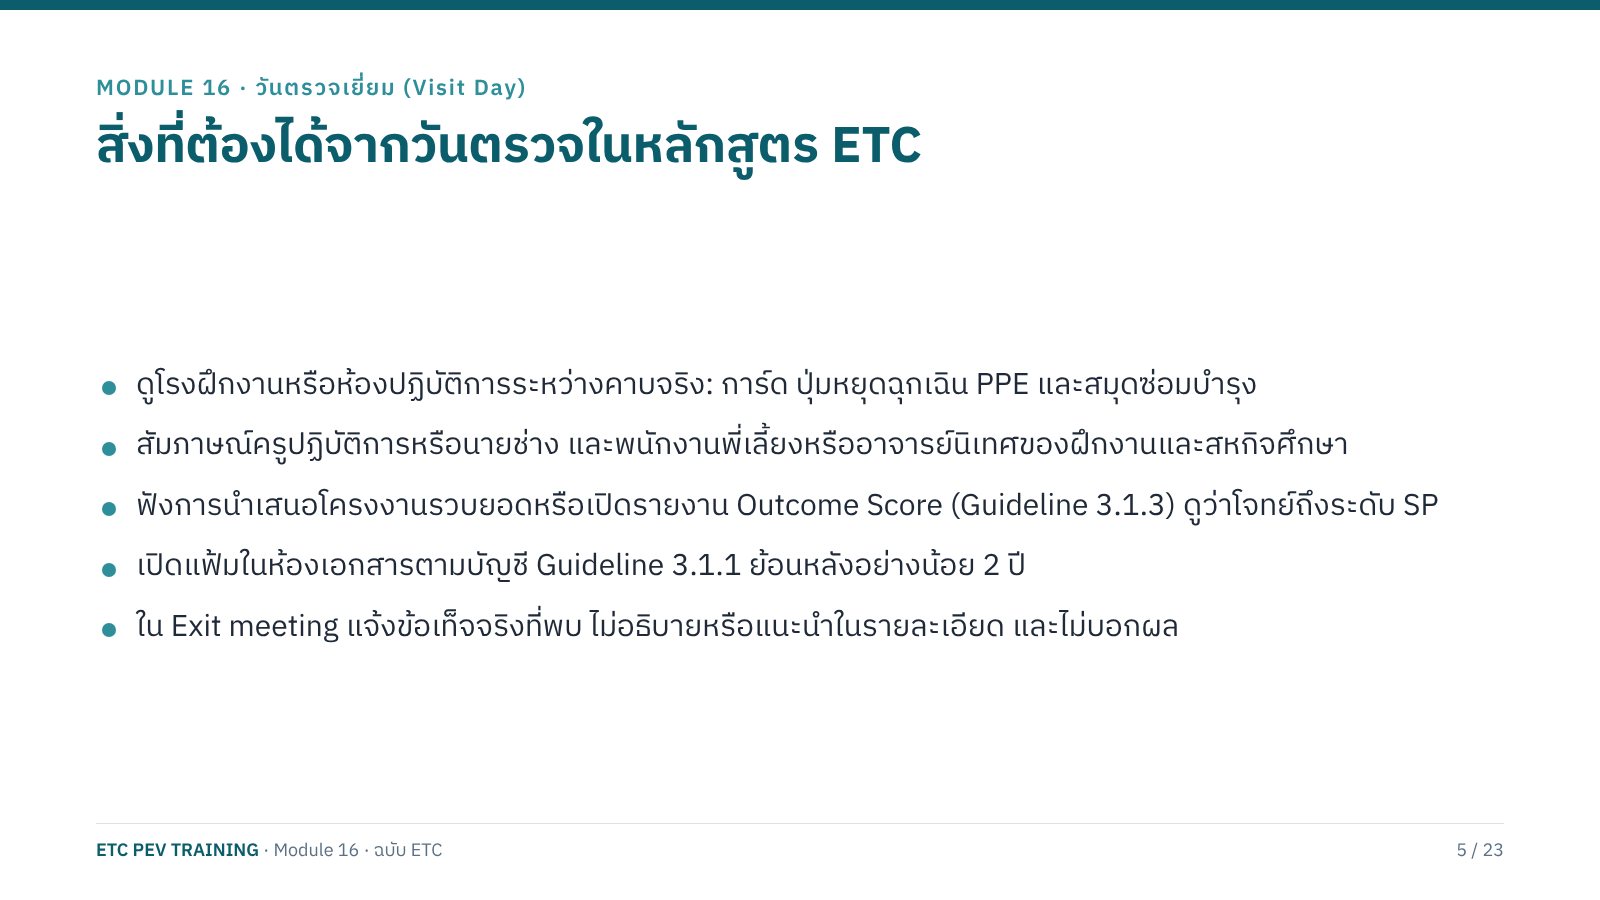 MODULE 16 · วันตรวจเยี่ยม (Visit Day)
สิ่งที่ต้องได้จากวันตรวจในหลักสูตร ETC
ดูโรงฝึกงานหรือห้องปฏิบัติการระหว่างคาบจริง: การ์ด ปุ่มหยุดฉุกเฉิน PPE และสมุดซ่อมบำรุง
สัมภาษณ์ครูปฏิบัติการหรือนายช่าง และพนักงานพี่เลี้ยงหรืออาจารย์นิเทศของฝึกงานและสหกิจศึกษา
ฟังการนำเสนอโครงงานรวบยอดหรือเปิดรายงาน Outcome Score (Guideline 3.1.3) ดูว่าโจทย์ถึงระดับ SP
เปิดแฟ้มในห้องเอกสารตามบัญชี Guideline 3.1.1 ย้อนหลังอย่างน้อย 2 ปี
ใน Exit meeting แจ้งข้อเท็จจริงที่พบ ไม่อธิบายหรือแนะนำในรายละเอียด และไม่บอกผล
ETC PEV TRAINING · Module 16 · ฉบับ ETC
5 / 23